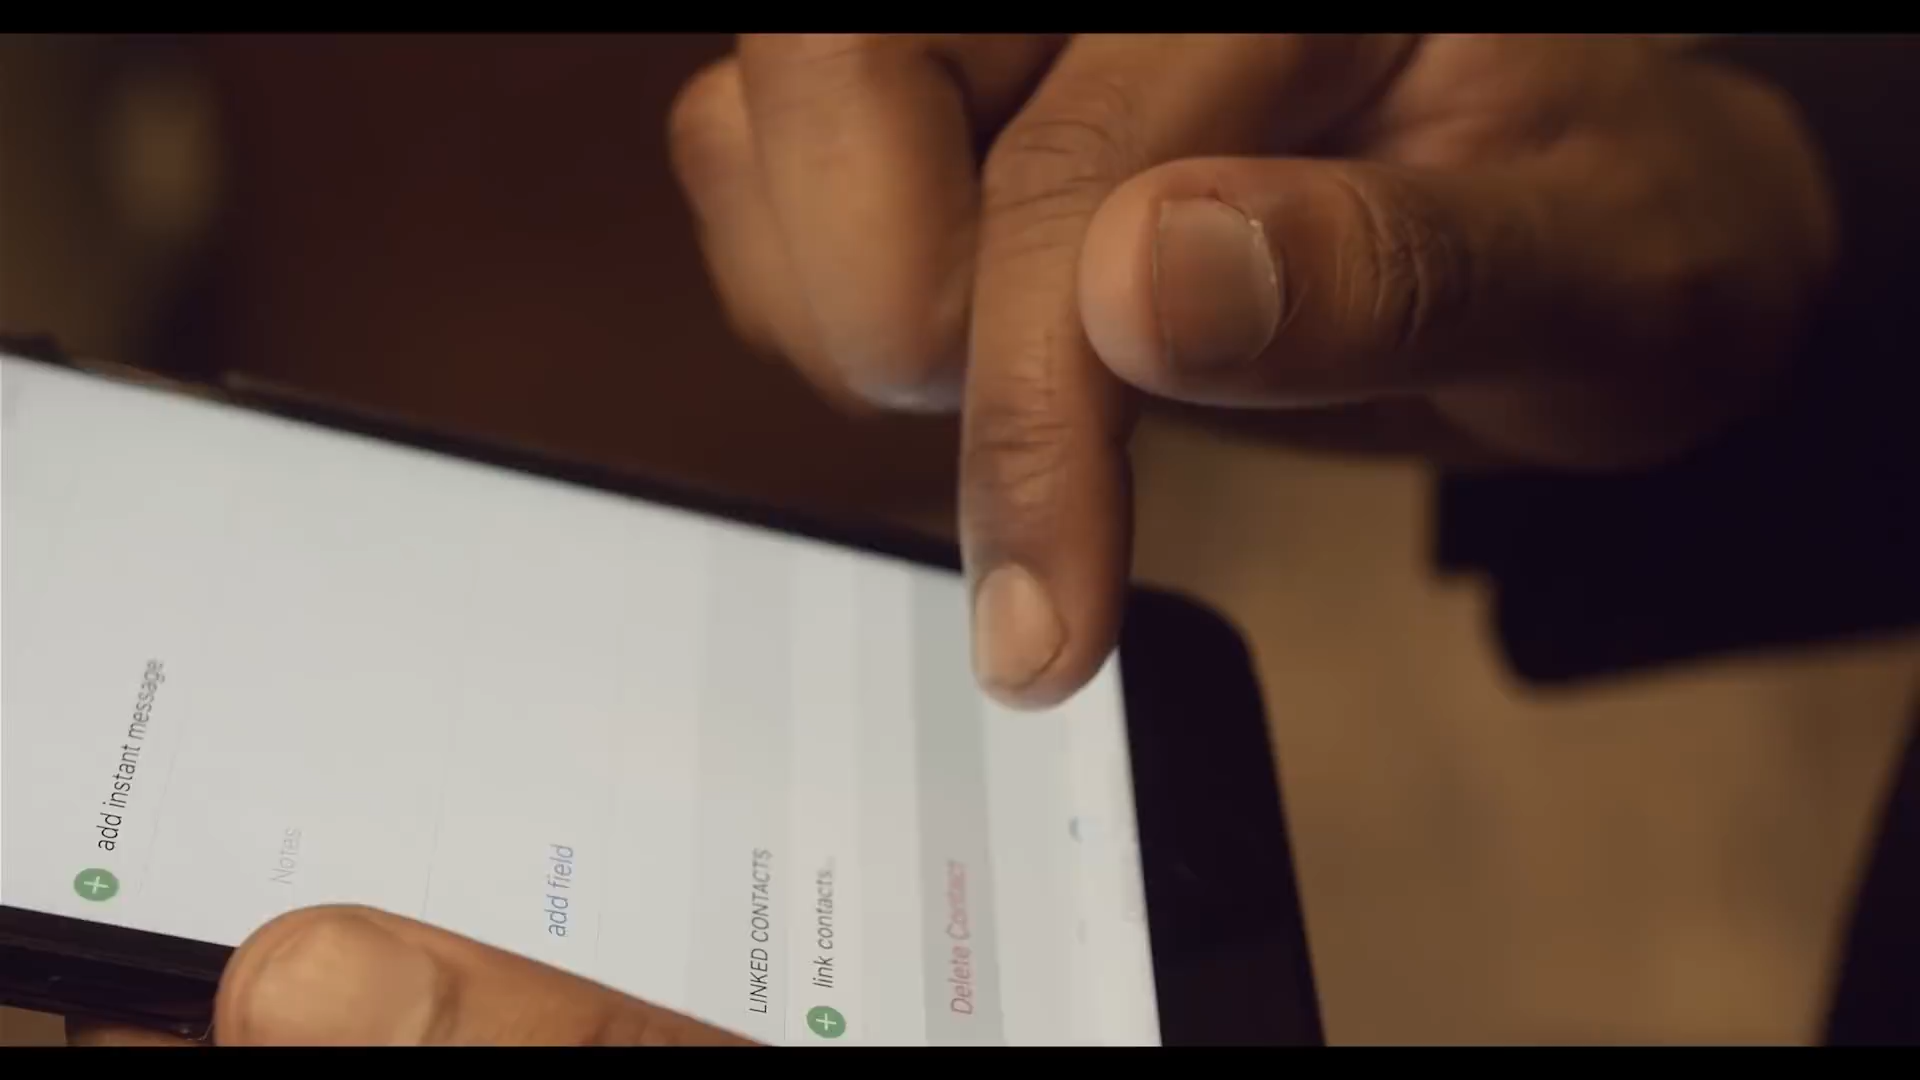 add instant message
Notes
add field
LINKED CONTACTS
link contacts...
Delete Contact